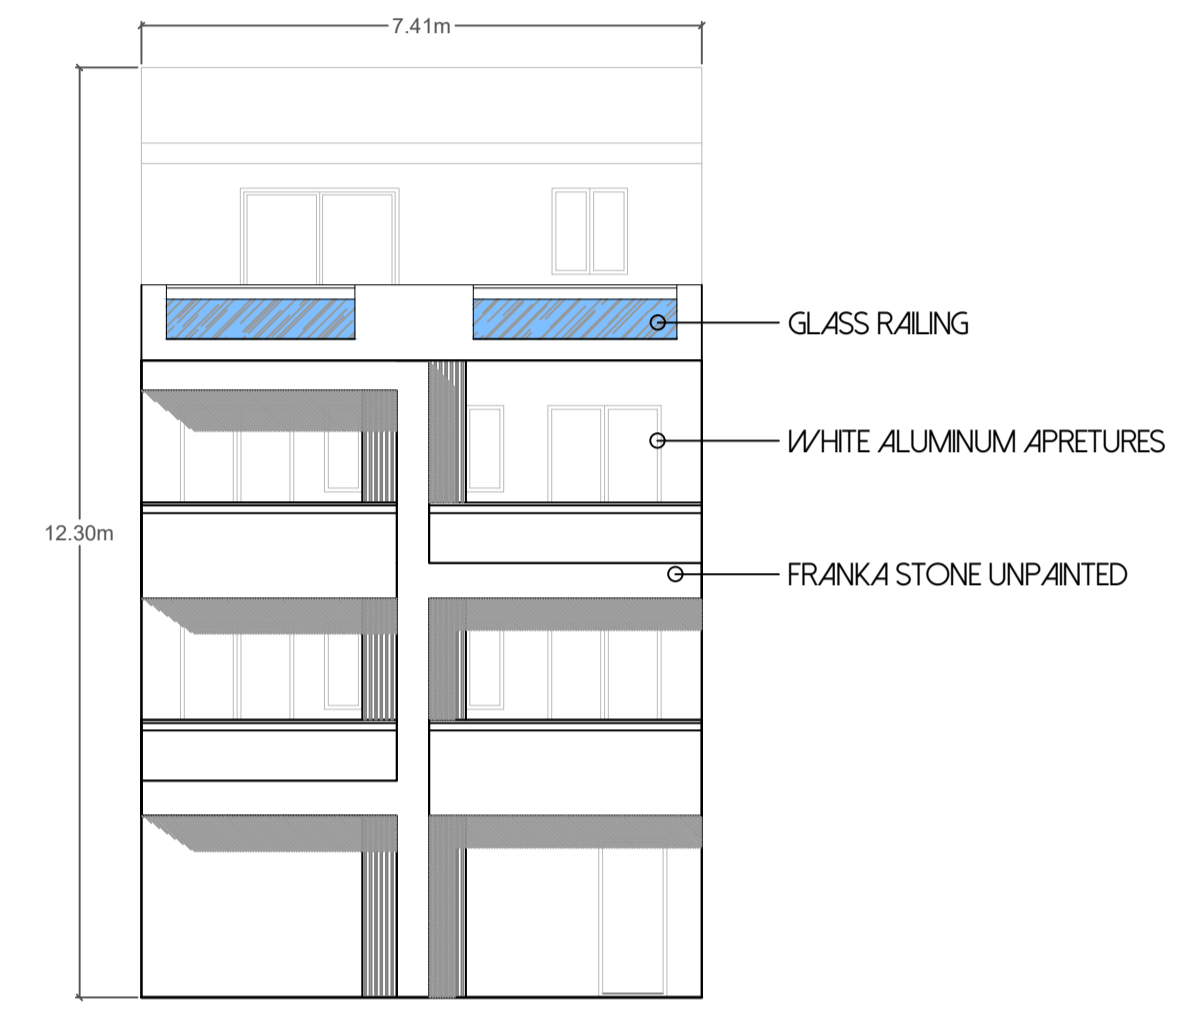 7.41m
GLASS RAILING
WHITE ALUMINUM APRETURES
12.30m
FRANKA STONE UNPAINTED